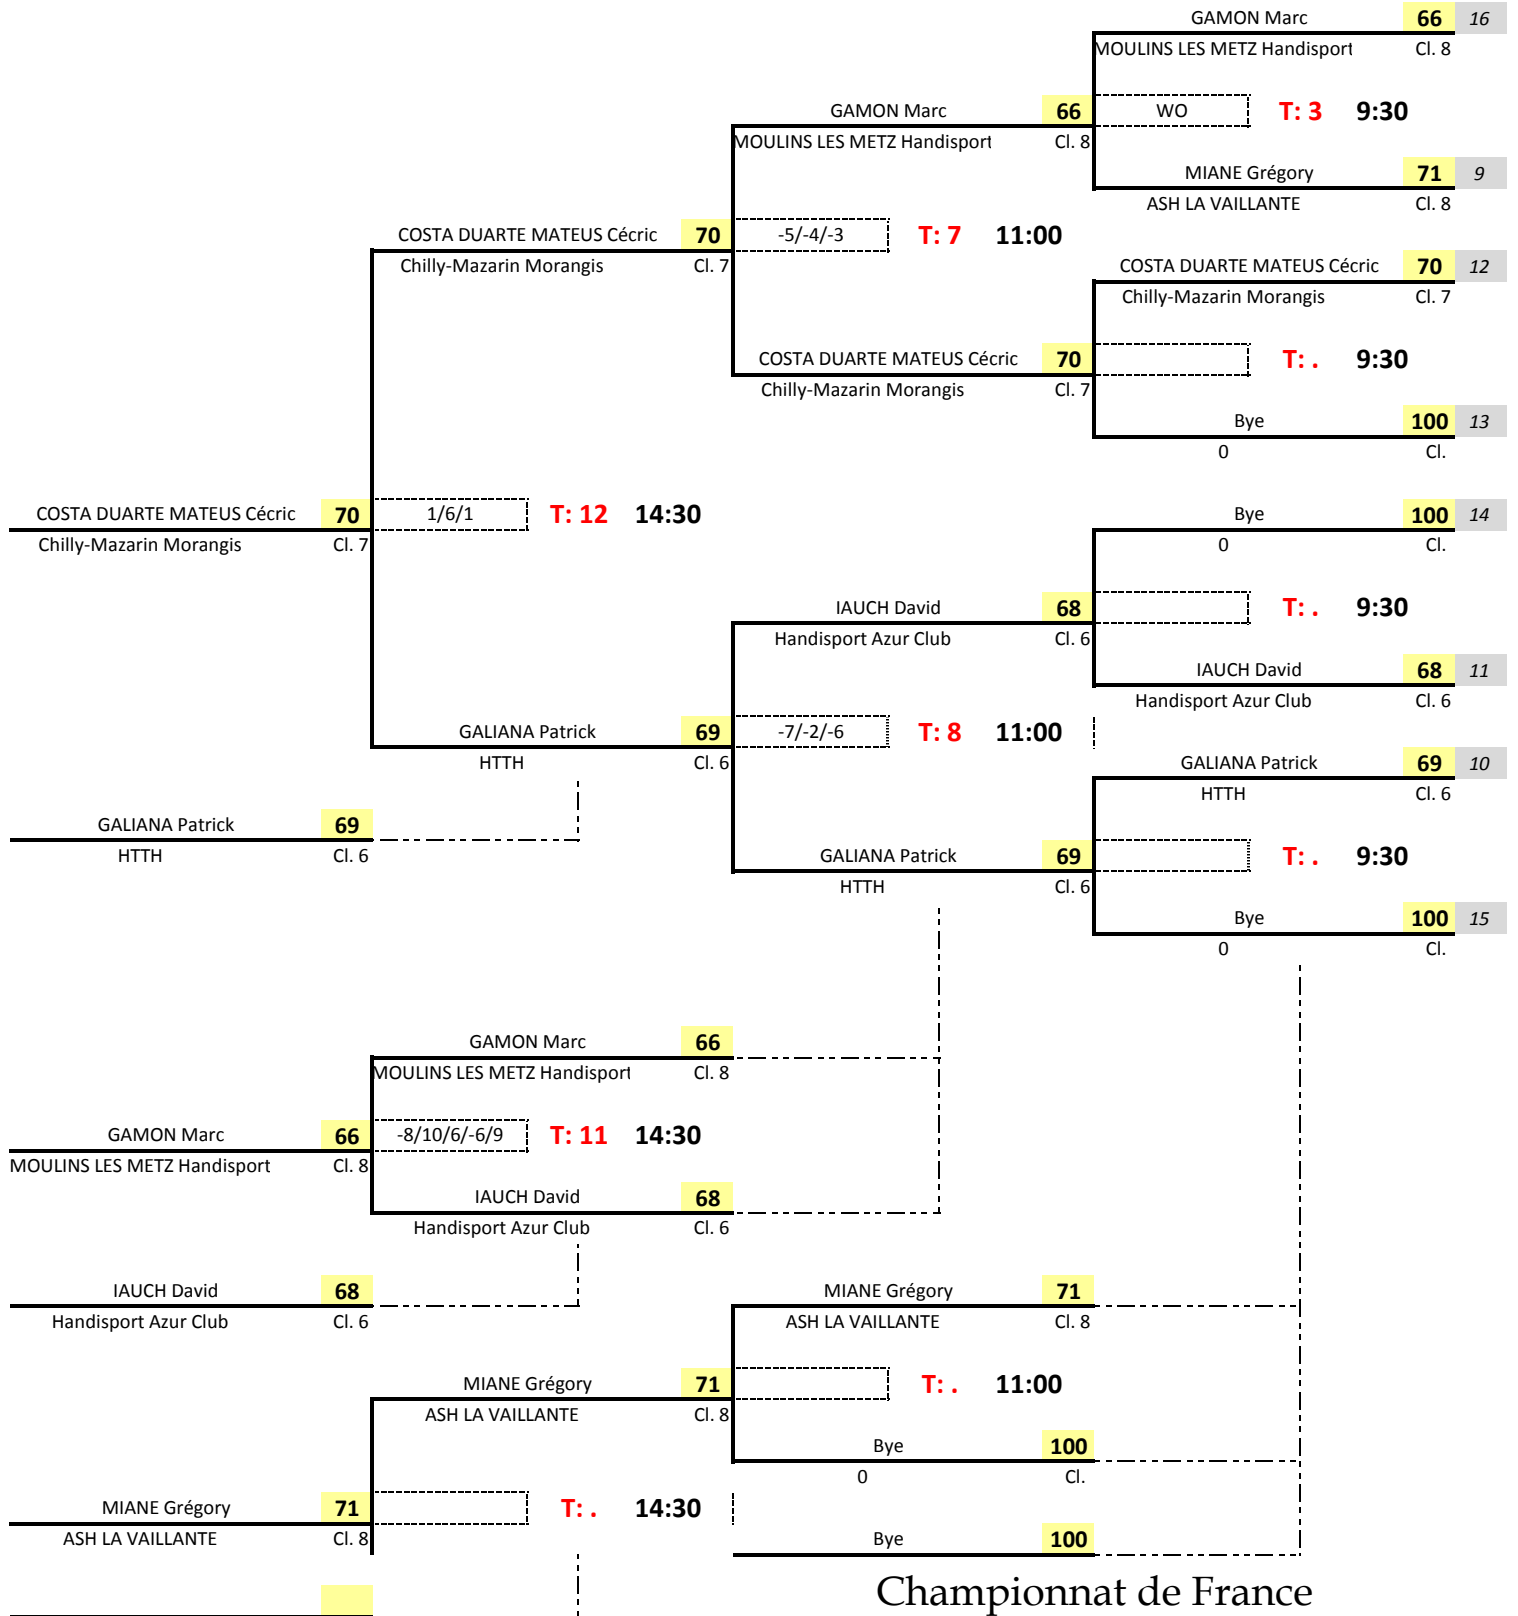 GAMON Marc 66 16
MOULINS LES METZ Handisport Cl. 8
GAMON Marc 66 WO T: 3 9:30
MOULINS LES METZ Handisport Cl. 8
MIANE Grégory 71 9
ASH LA VAILLANTE Cl. 8
COSTA DUARTE MATEUS Cécric 70 -5/-4/-3 T: 7 11:00
Chilly-Mazarin Morangis Cl. 7 COSTA DUARTE MATEUS Cécric 70 12
Chilly-Mazarin Morangis Cl. 7
COSTA DUARTE MATEUS Cécric 70 T: . 9:30
Chilly-Mazarin Morangis Cl. 7
Bye 100 13
0 Cl.
COSTA DUARTE MATEUS Cécric 70 1/6/1 T: 12 14:30 Bye 100 14
Chilly-Mazarin Morangis Cl. 7 0 Cl.
IAUCH David 68 T: . 9:30
Handisport Azur Club Cl. 6
IAUCH David 68 11
Handisport Azur Club Cl. 6
GALIANA Patrick 69 -7/-2/-6 T: 8 11:00
HTTH Cl. 6 GALIANA Patrick 69 10
HTTH Cl. 6
GALIANA Patrick 69
HTTH Cl. 6 GALIANA Patrick 69 T: . 9:30
HTTH Cl. 6
Bye 100 15
0 Cl.
GAMON Marc 66
MOULINS LES METZ Handisport Cl. 8
GAMON Marc 66 -8/10/6/-6/9 T: 11 14:30
MOULINS LES METZ Handisport Cl. 8
IAUCH David 68
Handisport Azur Club Cl. 6
IAUCH David 68 MIANE Grégory 71
Handisport Azur Club Cl. 6 ASH LA VAILLANTE Cl. 8
MIANE Grégory 71 T: . 11:00
ASH LA VAILLANTE Cl. 8
Bye 100
0 Cl.
MIANE Grégory 71 T: . 14:30
ASH LA VAILLANTE Cl. 8 Bye 100
Championnat de France